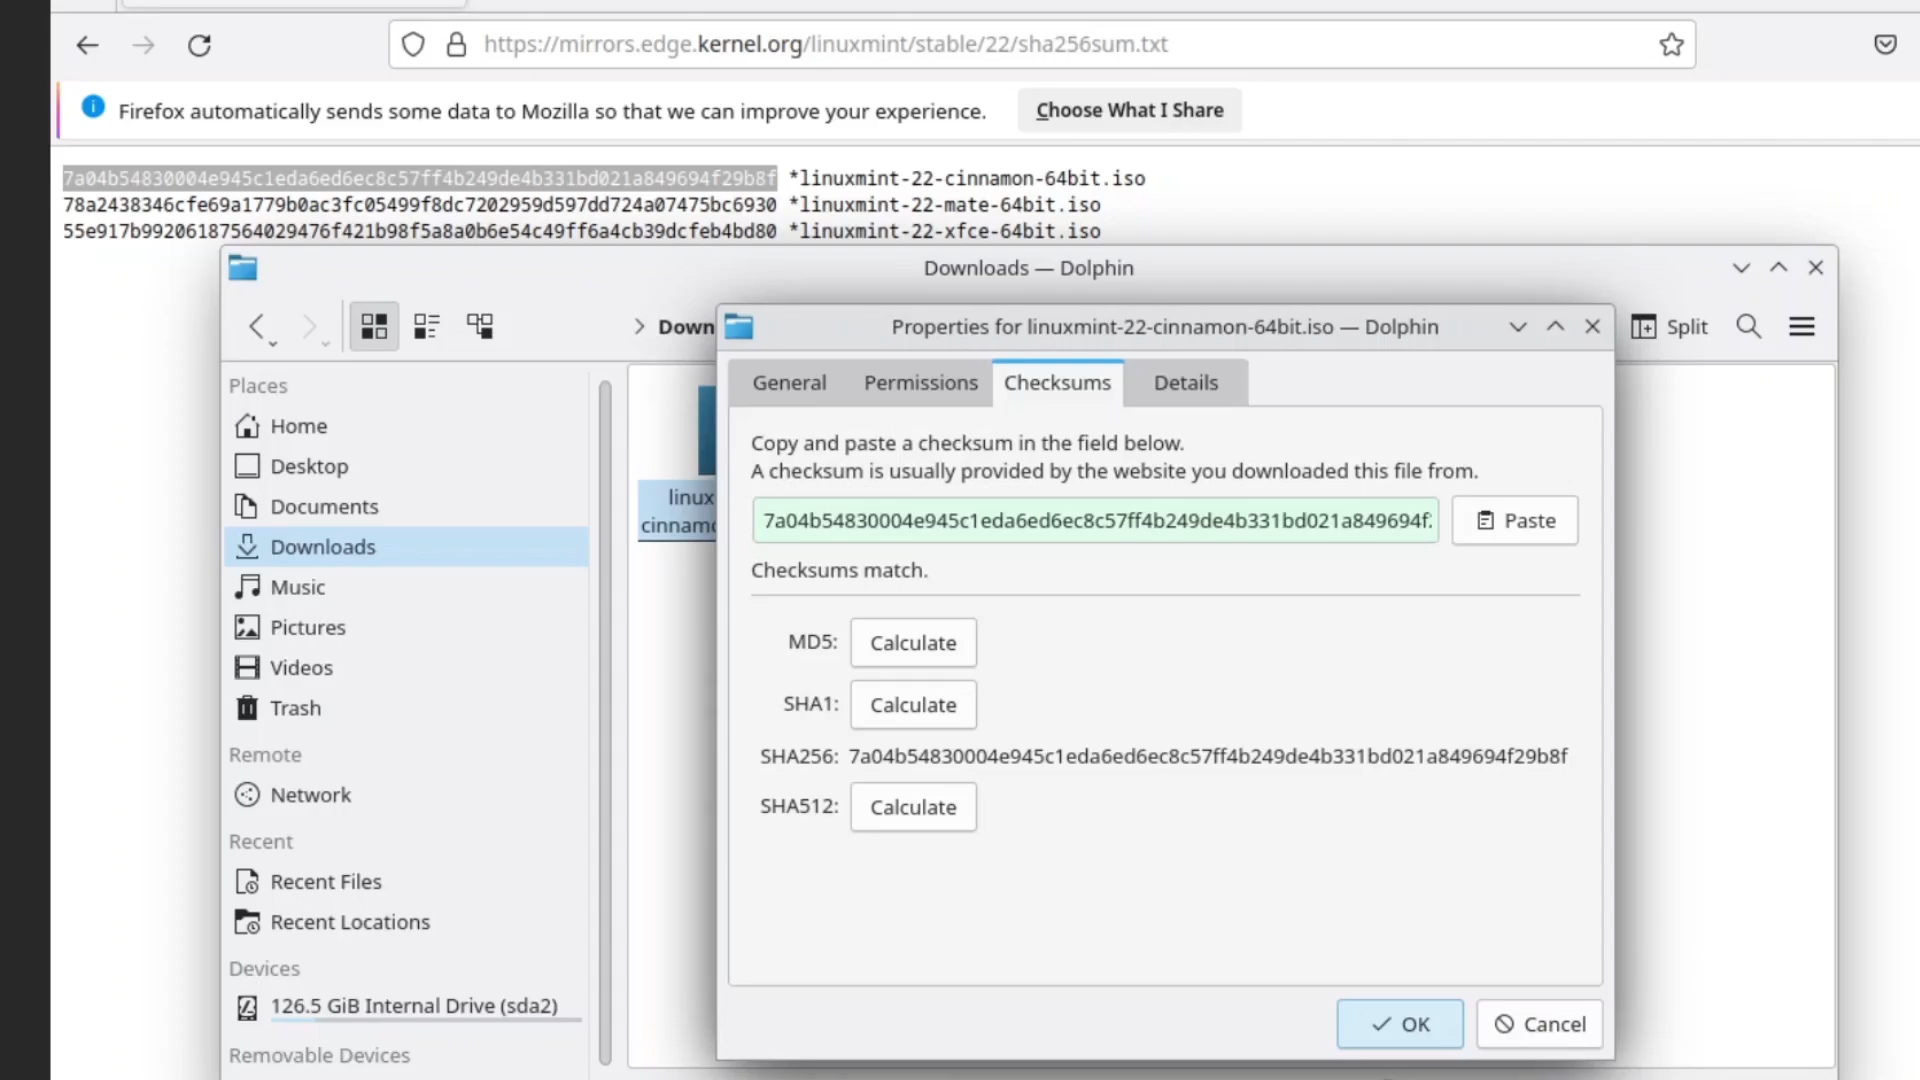 https://mirrors.edge.kernel.org/linuxmint/stable/22/sha256sum.txt
Firefox automatically sends some data to Mozilla so that we can improve your experience.
Choose What I Share
7a04b54830004e945c1eda6ed6ec8c57ff4b249de4b331bd021a849694f29b8f *linuxmint-22-cinnamon-64bit.iso
78a2438346cfe69a1779b0ac3fc05499f8dc7202959d597dd724a07475bc6930 *linuxmint-22-mate-64bit.iso
55e917b99206187564029476f421b98f5a8a0b6e54c49ff6a4cb39dcfeb4bd80 *linuxmint-22-xfce-64bit.iso
Downloads — Dolphin
Down
Split
Places
Home
Desktop
Documents
Downloads
Music
Pictures
Videos
Trash
Remote
Network
Recent
Recent Files
Recent Locations
Devices
126.5 GiB Internal Drive (sda2)
Removable Devices
linux
cinnamo
Properties for linuxmint-22-cinnamon-64bit.iso — Dolphin
General
Permissions
Checksums
Details
Copy and paste a checksum in the field below.
A checksum is usually provided by the website you downloaded this file from.
7a04b54830004e945c1eda6ed6ec8c57ff4b249de4b331bd021a849694f
Paste
Checksums match.
MD5: Calculate
SHA1: Calculate
SHA256: 7a04b54830004e945c1eda6ed6ec8c57ff4b249de4b331bd021a849694f29b8f
SHA512: Calculate
OK
Cancel